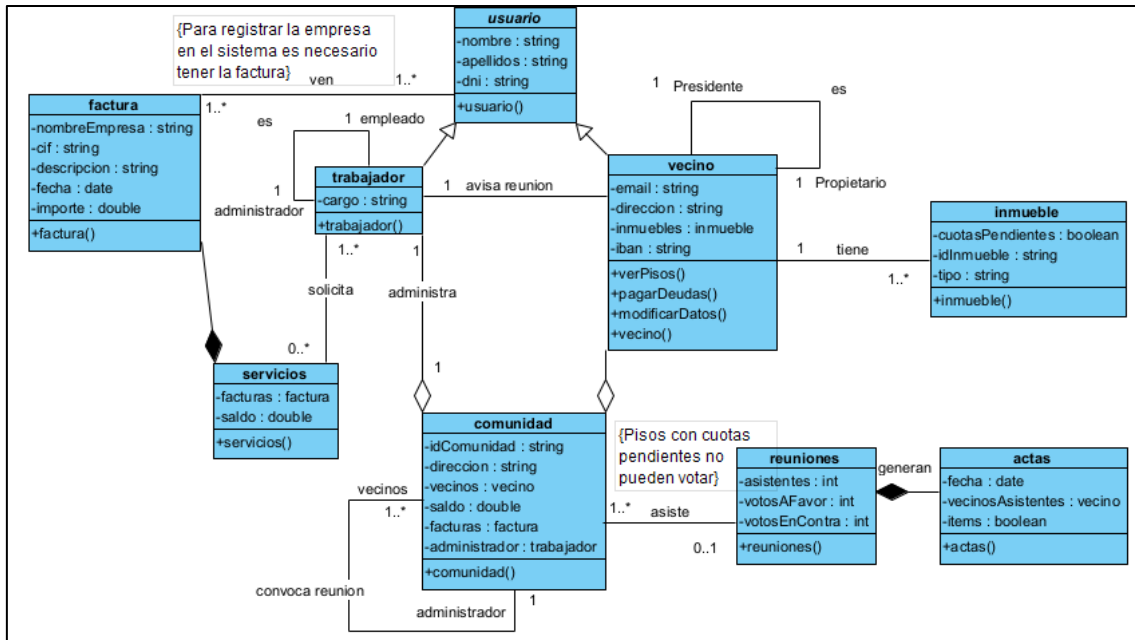 {Para registrar la empresa
en el sistema es necesario
tener la factura}
usuario
-nombre : string
-apellidos : string
-dni : string
+usuario()
ven
1..*
1..*
factura
-nombreEmpresa : string
-cif : string
-descripcion : string
-fecha : date
-importe : double
+factura()
es
1 empleado
1
administrador
trabajador
-cargo : string
+trabajador()
1 avisa reunion
1 Presidente
es
1 Propietario
vecino
-email : string
-direccion : string
-inmuebles : inmueble
-iban : string
+verPisos()
+pagarDeudas()
+modificarDatos()
+vecino()
1 tiene
1..*
inmueble
-cuotasPendientes : boolean
-idInmueble : string
-tipo : string
+inmueble()
1..*
solicita
0..*
1
administra
1
servicios
-facturas : factura
-saldo : double
+servicios()
comunidad
-idComunidad : string
-direccion : string
-vecinos : vecino
-saldo : double
-facturas : factura
-administrador : trabajador
+comunidad()
vecinos
1..*
convoca reunion
administrador
1
{Pisos con cuotas
pendientes no
pueden votar}
1..* asiste
0..1
reuniones
-asistentes : int
-votosAFavor : int
-votosEnContra : int
+reuniones()
generan
actas
-fecha : date
-vecinosAsistentes : vecino
-items : boolean
+actas()